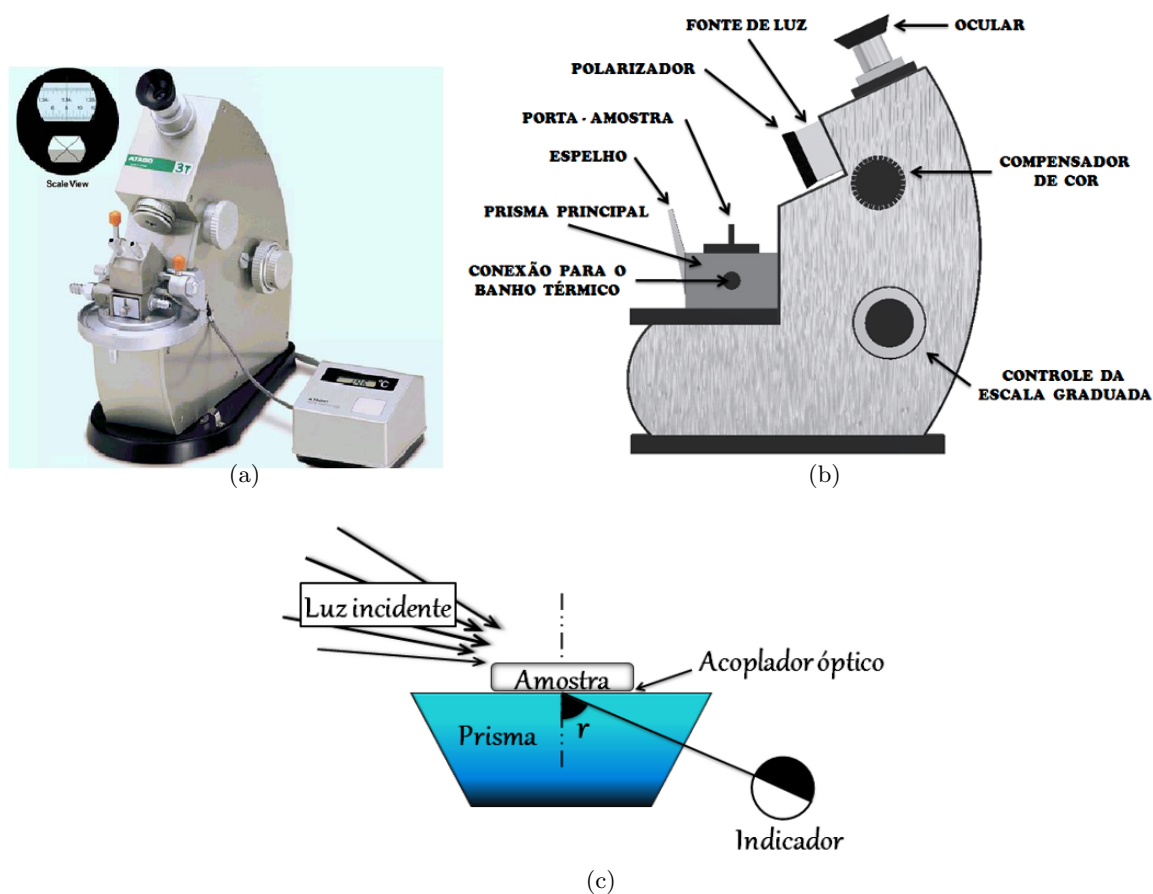 Scale View
ATAGO
3T
°C
(a)
FONTE DE LUZ
OCULAR
POLARIZADOR
PORTA - AMOSTRA
ESPELHO
COMPENSADOR
DE COR
PRISMA PRINCIPAL
CONEXÃO PARA O
BANHO TÉRMICO
CONTROLE DA
ESCALA GRADUADA
(b)
Luz incidente
Amostra
Acoplador óptico
Prisma
r
Indicador
(c)